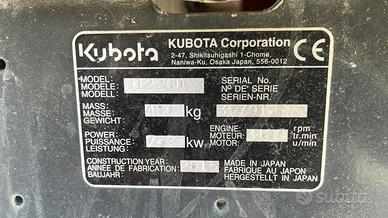 Kubota
KUBOTA Corporation
2-47, Shikitsuhigashi 1-Chome,
Naniwa-Ku, Osaka Japan, 556-0012
CE
MODEL:
MODELE:
MODELL:
SERIAL No.
Nº DE' SERIE
SERIEN-NR.
MASS:
MASSE:
GEWICHT:
kg
POWER:
PUISSANCE:
LEISTUNG:
kW
ENGINE:
MOTEUR:
MOTOR:
rpm
tr.min
u/min
CONSTRUCTION YEAR:
ANNEE DE FABRICATION:
BAUJAHR:
MADE IN JAPAN
FABRIQUE AU JAPON
HERGESTELLT IN JAPAN
subito